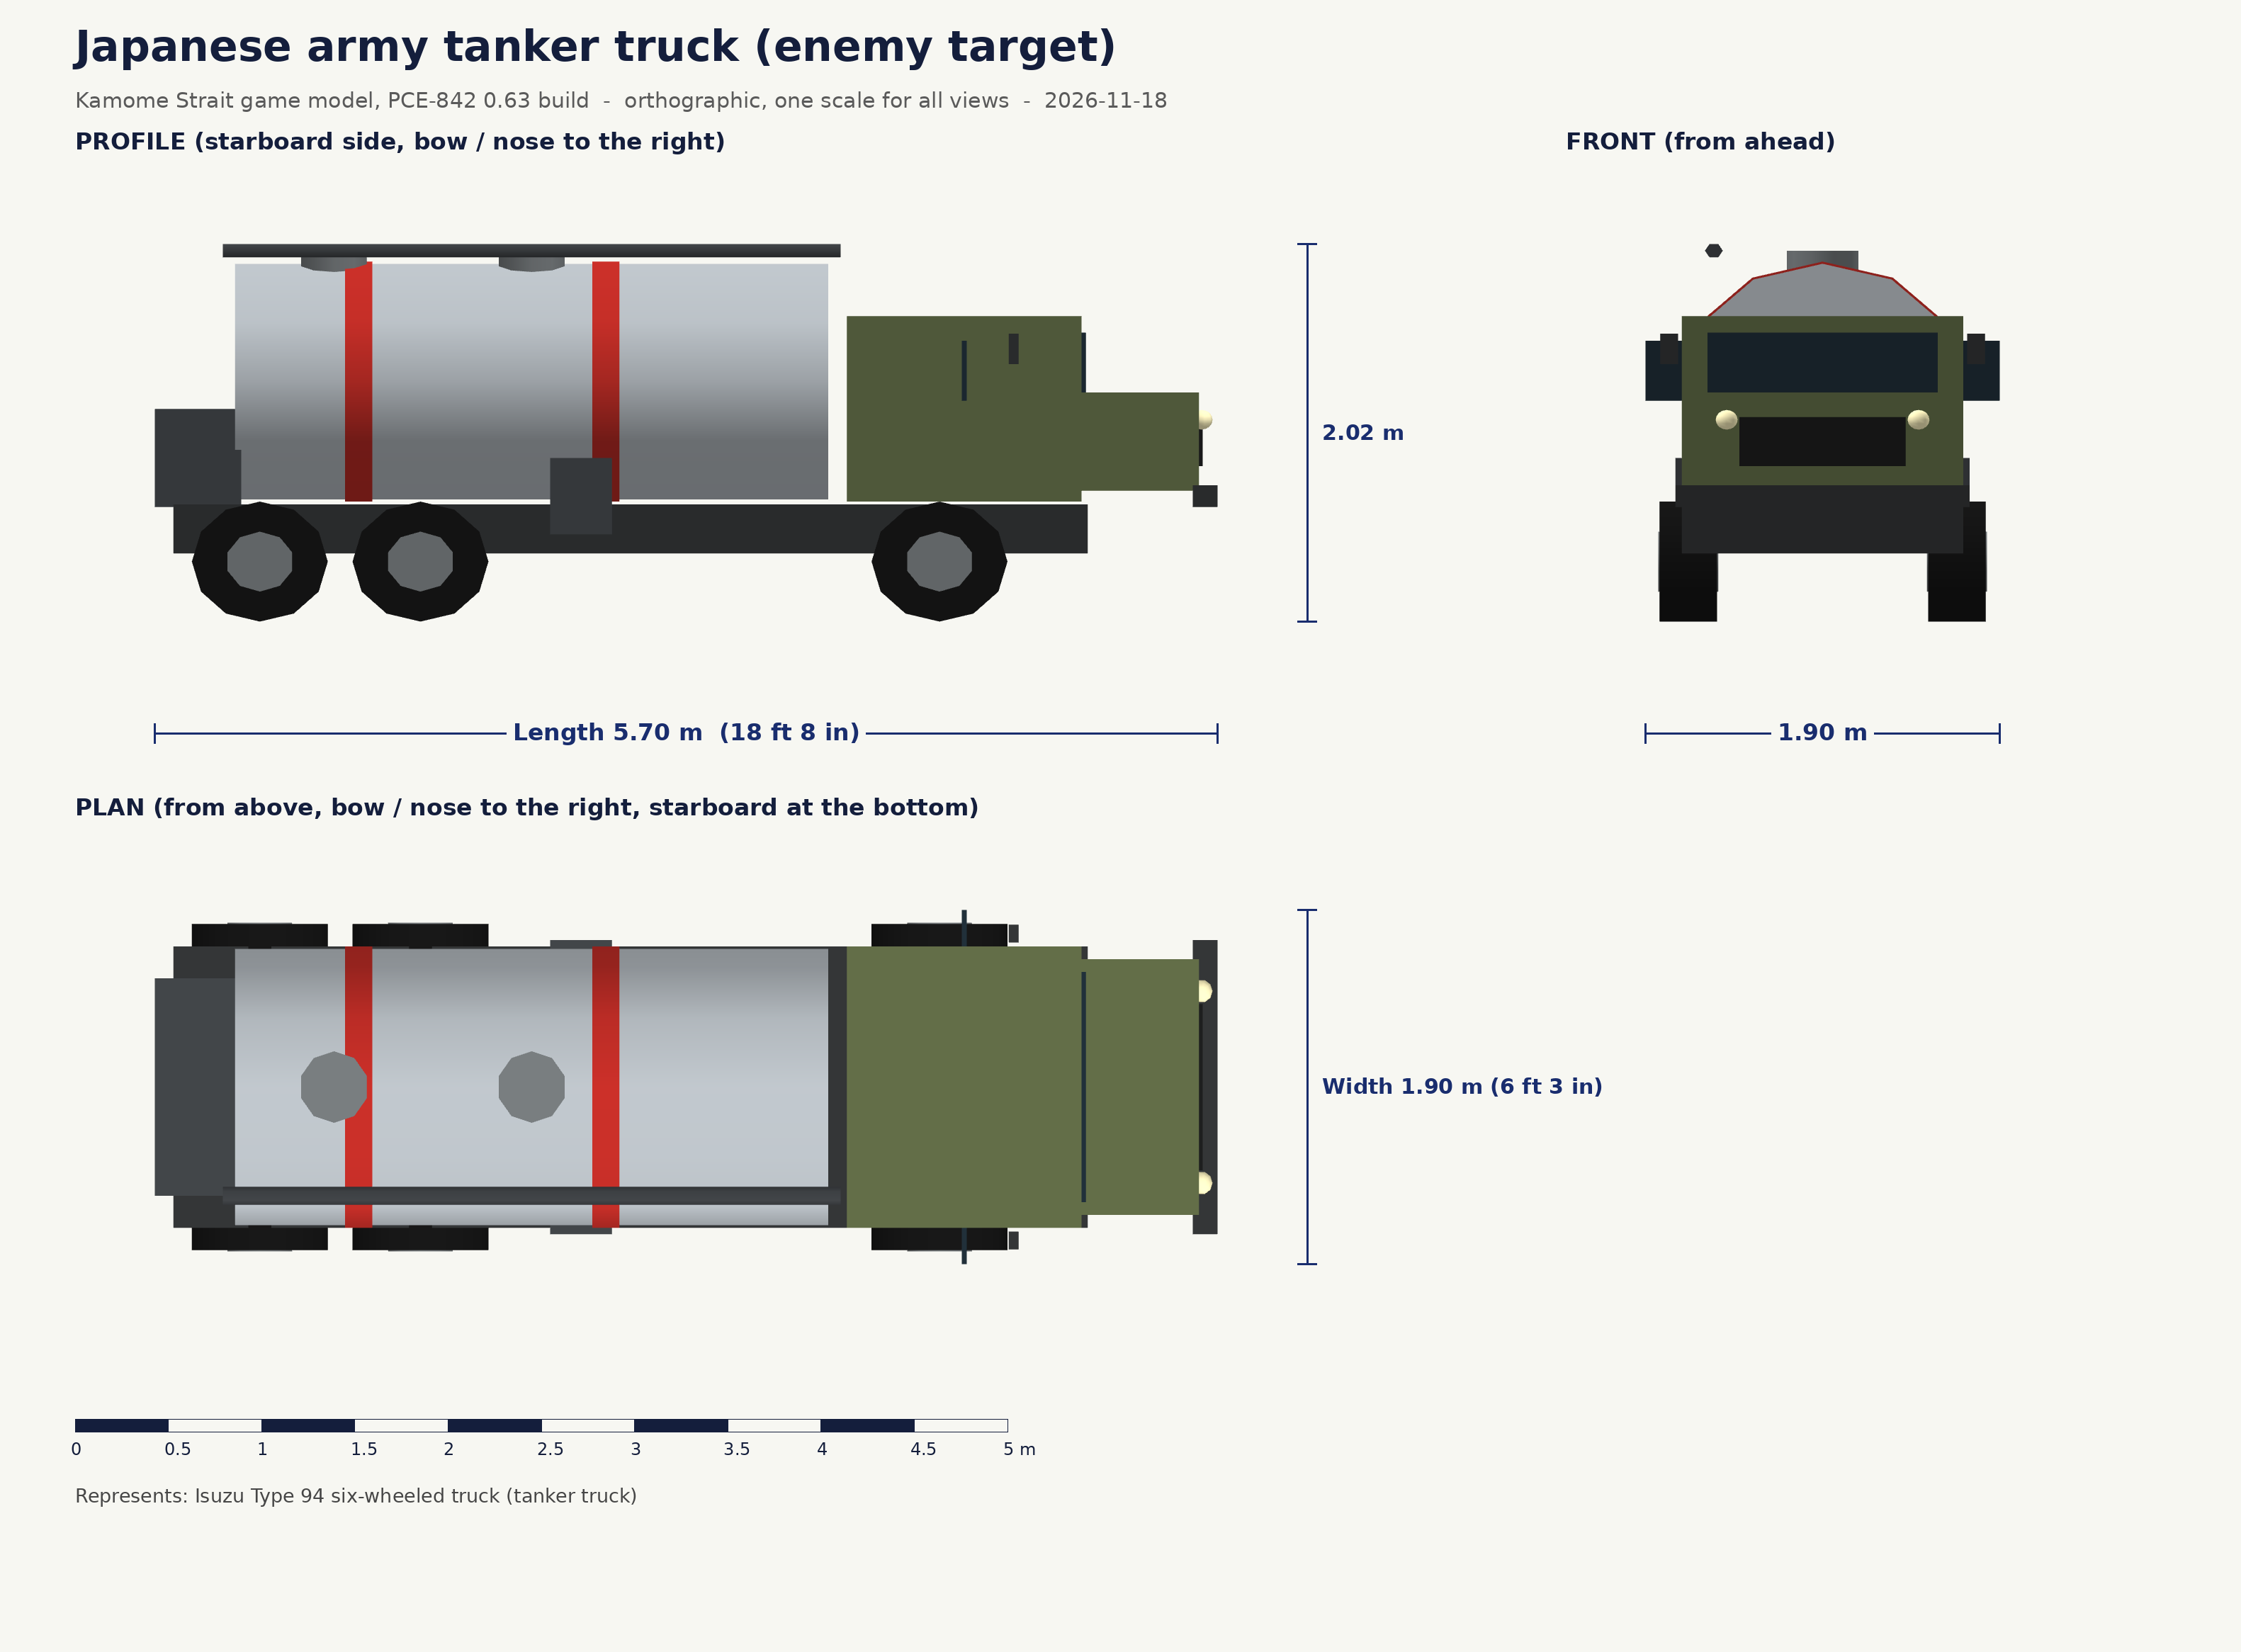 Japanese army tanker truck (enemy target)
Kamome Strait game model, PCE-842 0.63 build - orthographic, one scale for all views - 2026-11-18
PROFILE (starboard side, bow / nose to the right)
FRONT (from ahead)
2.02 m
Length 5.70 m (18 ft 8 in)
1.90 m
PLAN (from above, bow / nose to the right, starboard at the bottom)
Width 1.90 m (6 ft 3 in)
0 0.5 1 1.5 2 2.5 3 3.5 4 4.5 5 m
Represents: Isuzu Type 94 six-wheeled truck (tanker truck)